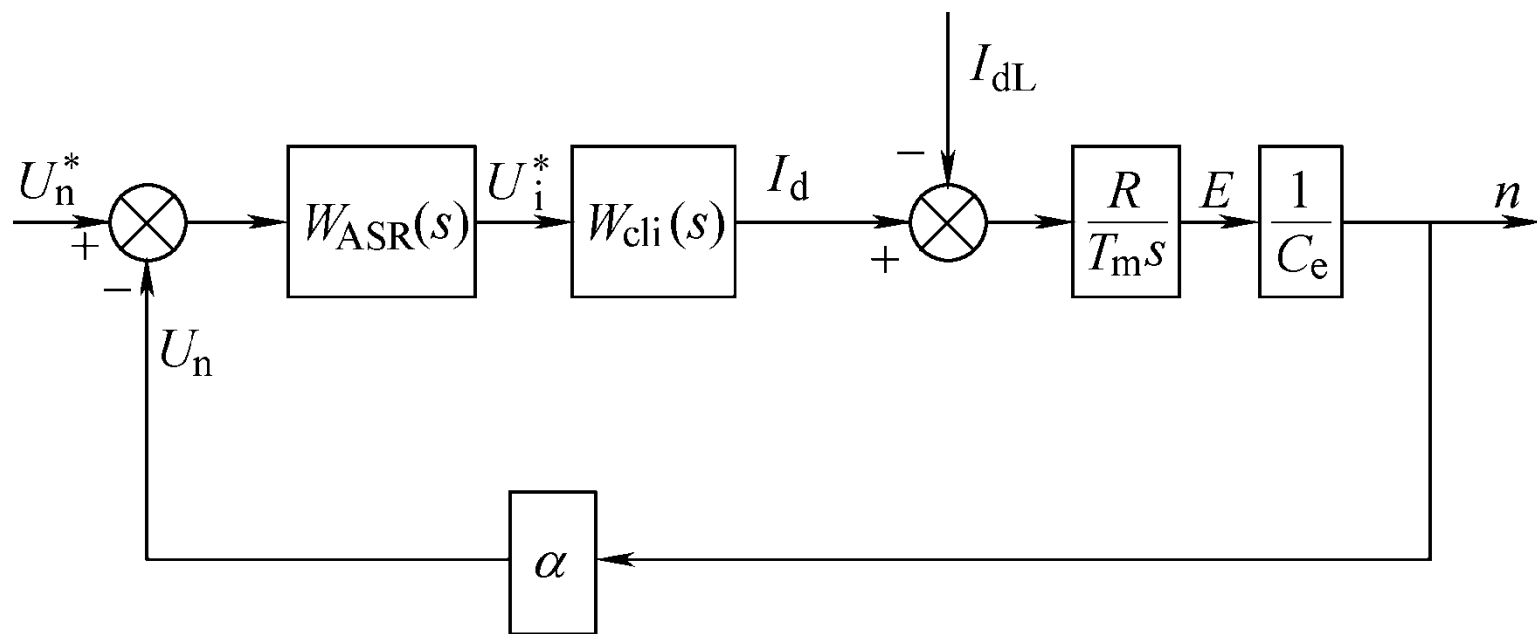 I_dL
−
U_n^*
+
−
W_ASR(s)
U_i^*
W_cli(s)
I_d
+
R
T_m s
E
1
C_e
n
U_n
α